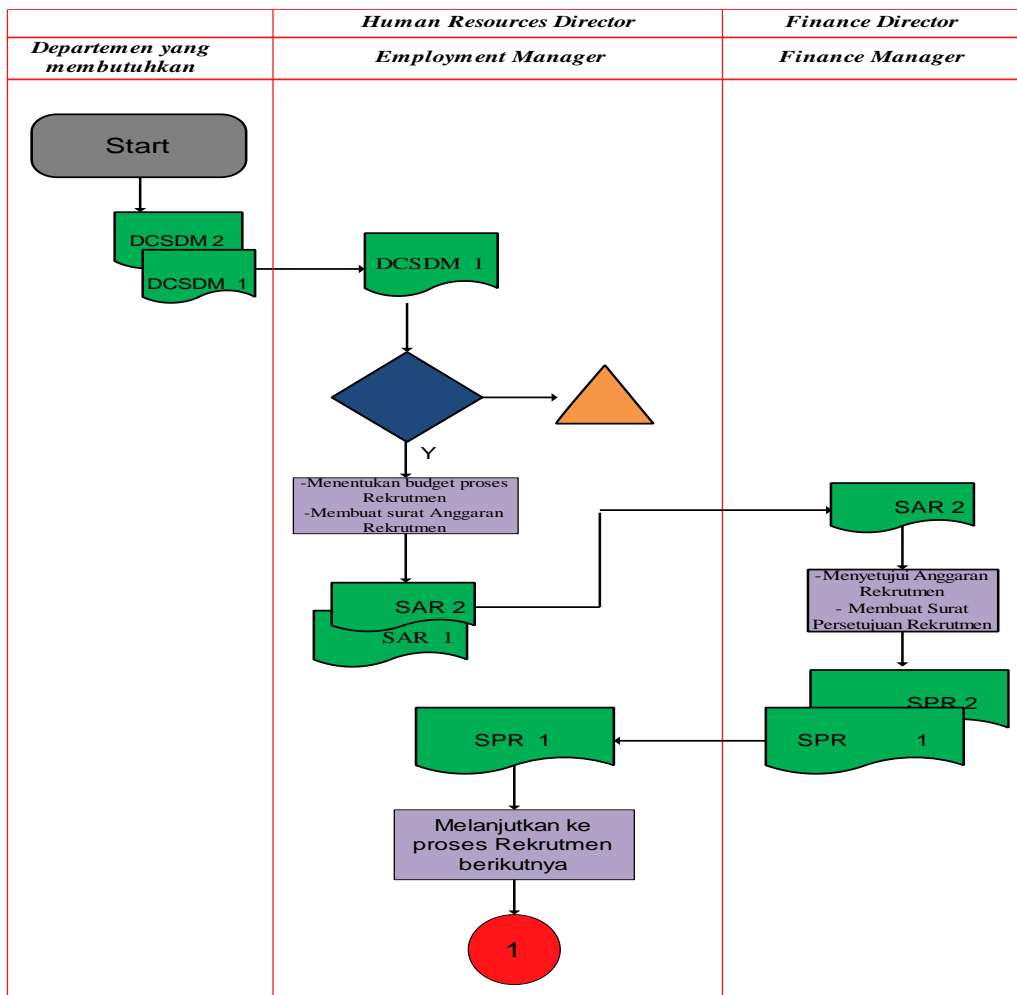 Human Resources Director
Finance Director
Departemen yang
membutuhkan
Employment Manager
Finance Manager
Start
DCSDM 2
DCSDM 1
DCSDM 1
Y
-Menentukan budget proses
Rekrutmen
-Membuat surat Anggaran
Rekrutmen
SAR 2
SAR 2
SAR 1
-Menyetujui Anggaran
Rekrutmen
- Membuat Surat
Persetujuan Rekrutmen
SPR 2
SPR 1
SPR 1
Melanjutkan ke
proses Rekrutmen
berikutnya
1